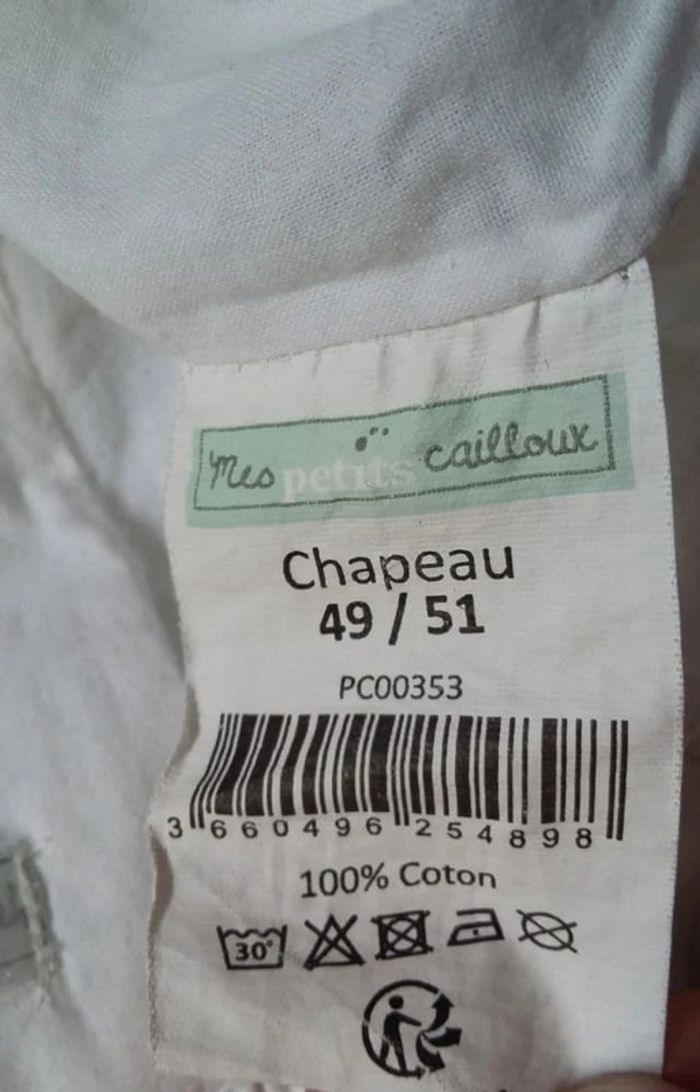 mes petits cailloux
Chapeau
49 / 51
PC00353
3 660496 254898
100% Coton
30°